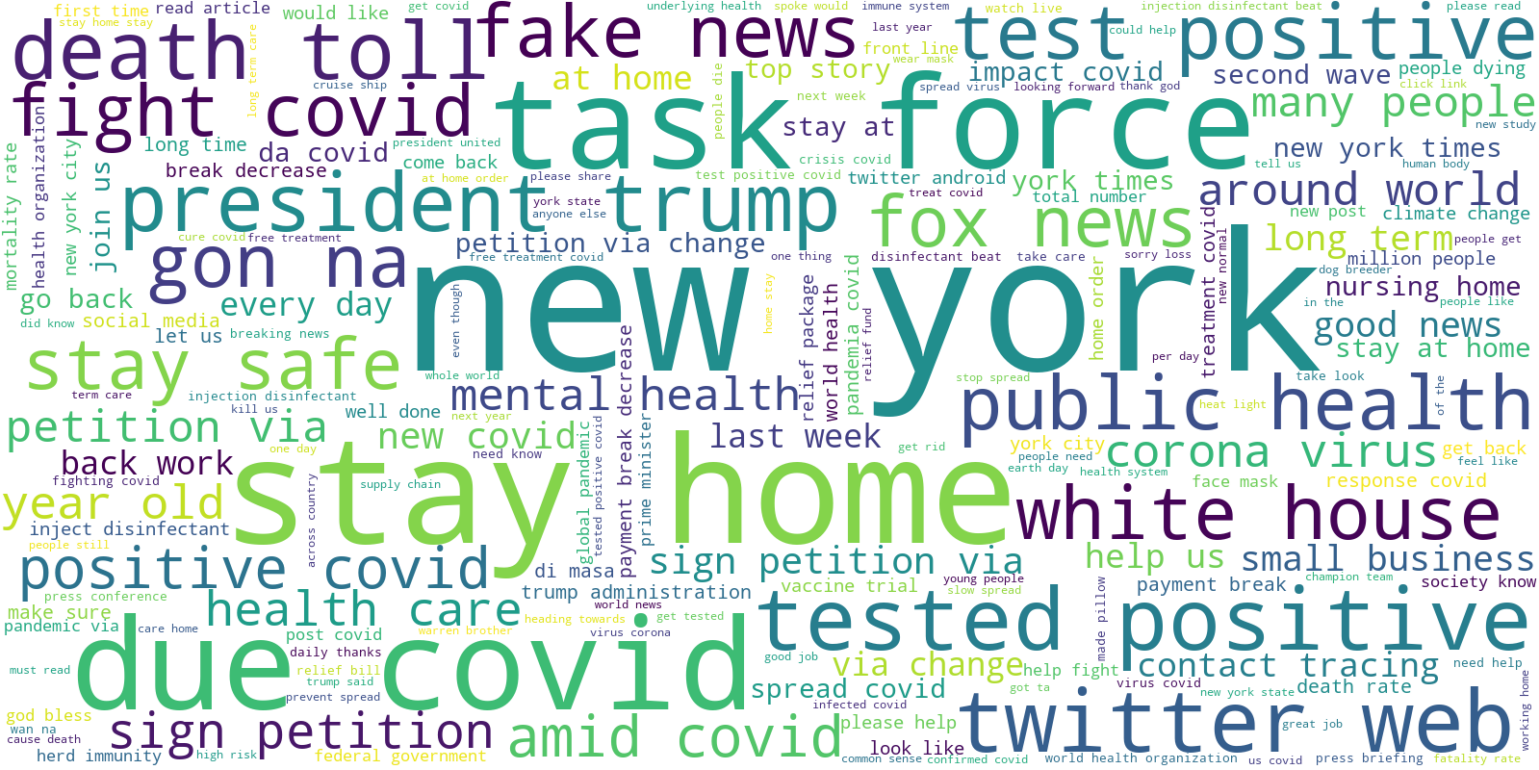 first time
read article
would like
get covid
underlying health
spoke would
immune system
watch live
injection disinfectant beat
please read
stay home stay
death toll
fake news
last year
front line
test positive
could help
wear mask
long term care
cruise ship
at home
top story
impact covid
second wave
people dying
click link
fight covid
people die
next week
task force
spread virus
looking forward
thank god
many people
new study
mortality rate
health organization
long time
da covid
president united
stay at
new york times
tell us
human body
new york city
join us
break decrease
come back
crisis covid
at home order
please share
test positive covid
twitter android
york times
around world
president trump
york state
anyone else
treat covid
total number
fox news
new post
climate change
cure covid
free treatment
petition via change
gon na
free treatment covid
one thing
disinfectant beat
take care
sorry loss
long term
people get
million people
new york
go back
every day
did know
social media
let us
breaking news
even though
home stay
relief package
world health
pandemia covid
relief fund
home order
treatment covid
new normal
dog breeder
in the
nursing home
people like
good news
stay at home
per day
stay safe
whole world
term care
injection disinfectant
kill us
well done
mental health
next year
payment break decrease
stop spread
take look
public health
heat light
of the
petition via
new covid
need know
last week
get rid
york city
people need
earth day
health system
corona virus
get back
feel like
back work
one day
fighting covid
supply chain
stay home
global pandemic
tested positive covid
prime minister
face mask
response covid
year old
inject disinfectant
across country
white house
people still
positive covid
di masa
sign petition via
help us
small business
press conference
trump administration
vaccine trial
young people
slow spread
payment break
champion team
society know
make sure
health care
world news
heading towards
get tested
tested positive
made pillow
pandemic via
care home
post covid
warren brother
virus corona
must read
daily thanks
due covid
relief bill
trump said
prevent spread
good job
via change
help fight
contact tracing
need help
spread covid
got ta
virus covid
new york state
death rate
god bless
wan na
cause death
sign petition
amid covid
infected covid
please help
look like
twitter web
great job
working home
herd immunity
high risk
federal government
common sense
confirmed covid
world health organization
us covid
press briefing
fatality rate